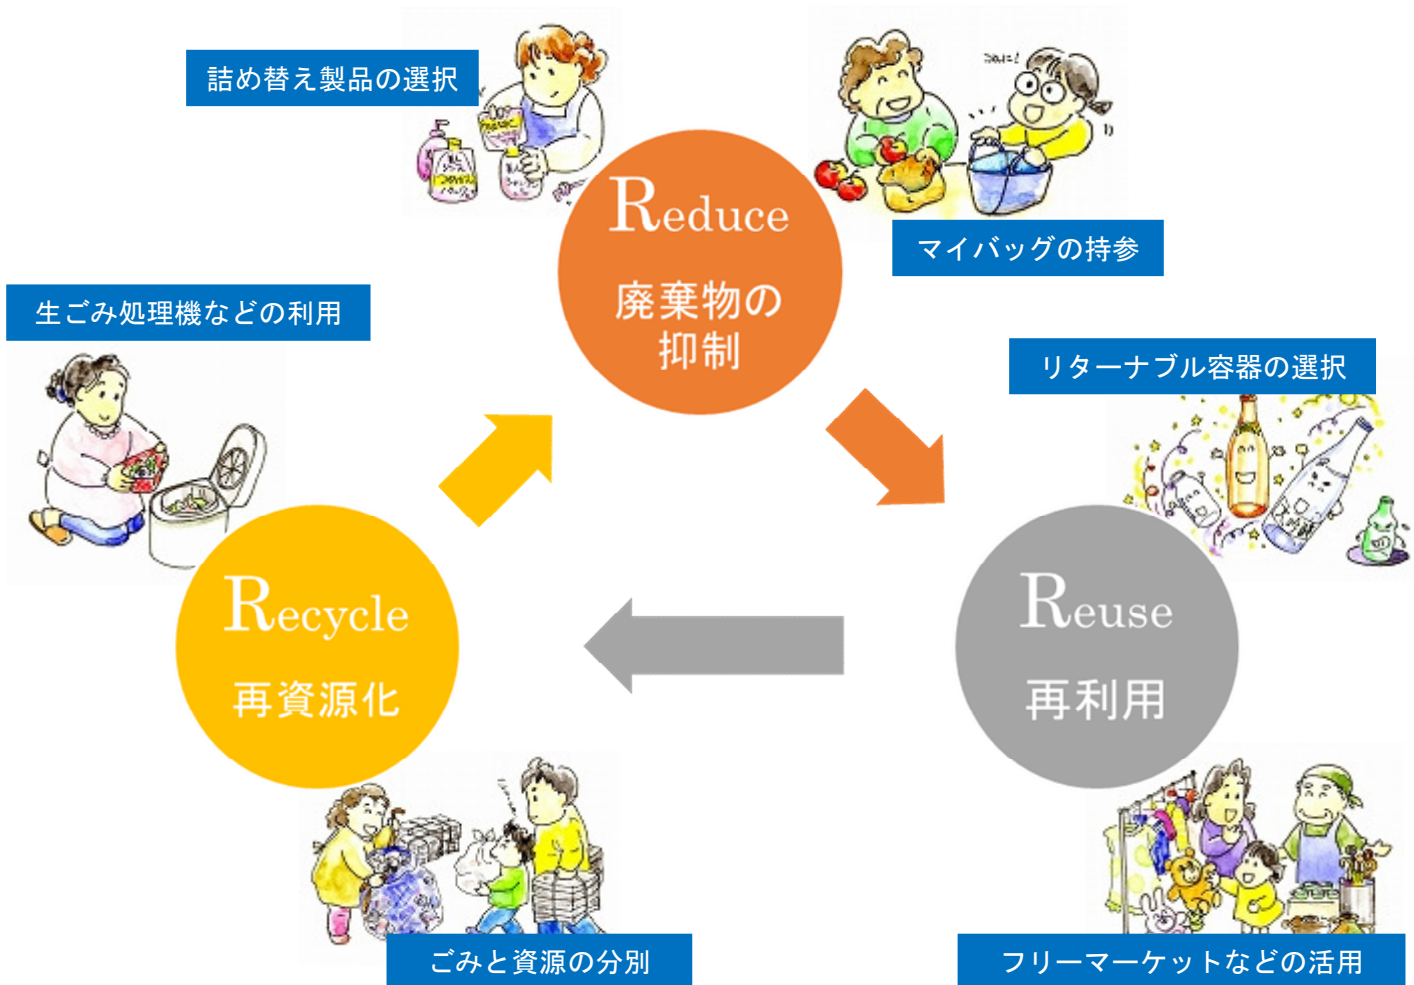 詰め替え製品の選択
Reduce
廃棄物の
抑制
マイバッグの持参
生ごみ処理機などの利用
リターナブル容器の選択
Recycle
再資源化
Reuse
再利用
ごみと資源の分別
フリーマーケットなどの活用